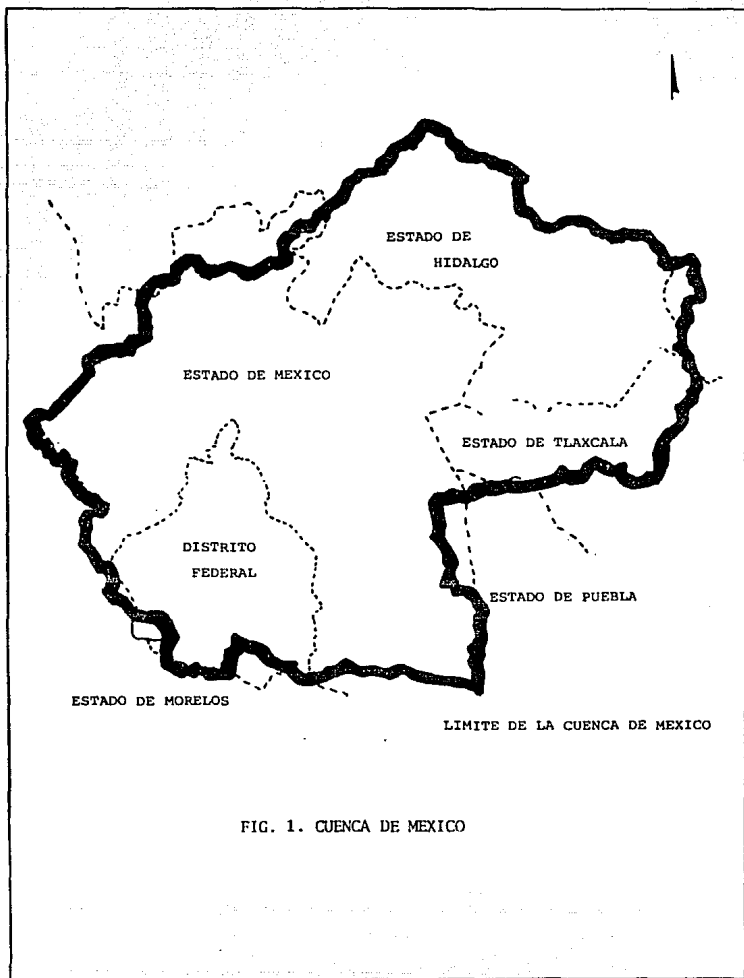 ESTADO DE
HIDALGO
ESTADO DE MEXICO
ESTADO DE TLAXCALA
DISTRITO
FEDERAL
ESTADO DE PUEBLA
ESTADO DE MORELOS
LIMITE DE LA CUENCA DE MEXICO
FIG. 1. CUENCA DE MEXICO